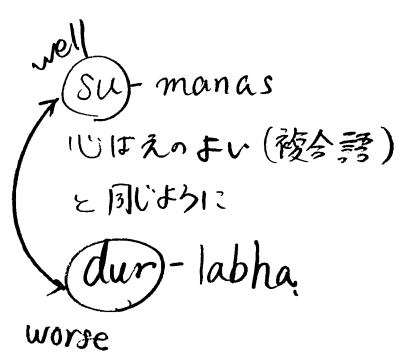 well
su-manas
心ばえのよい(複合語)
と同じように
dur-labha.
worse